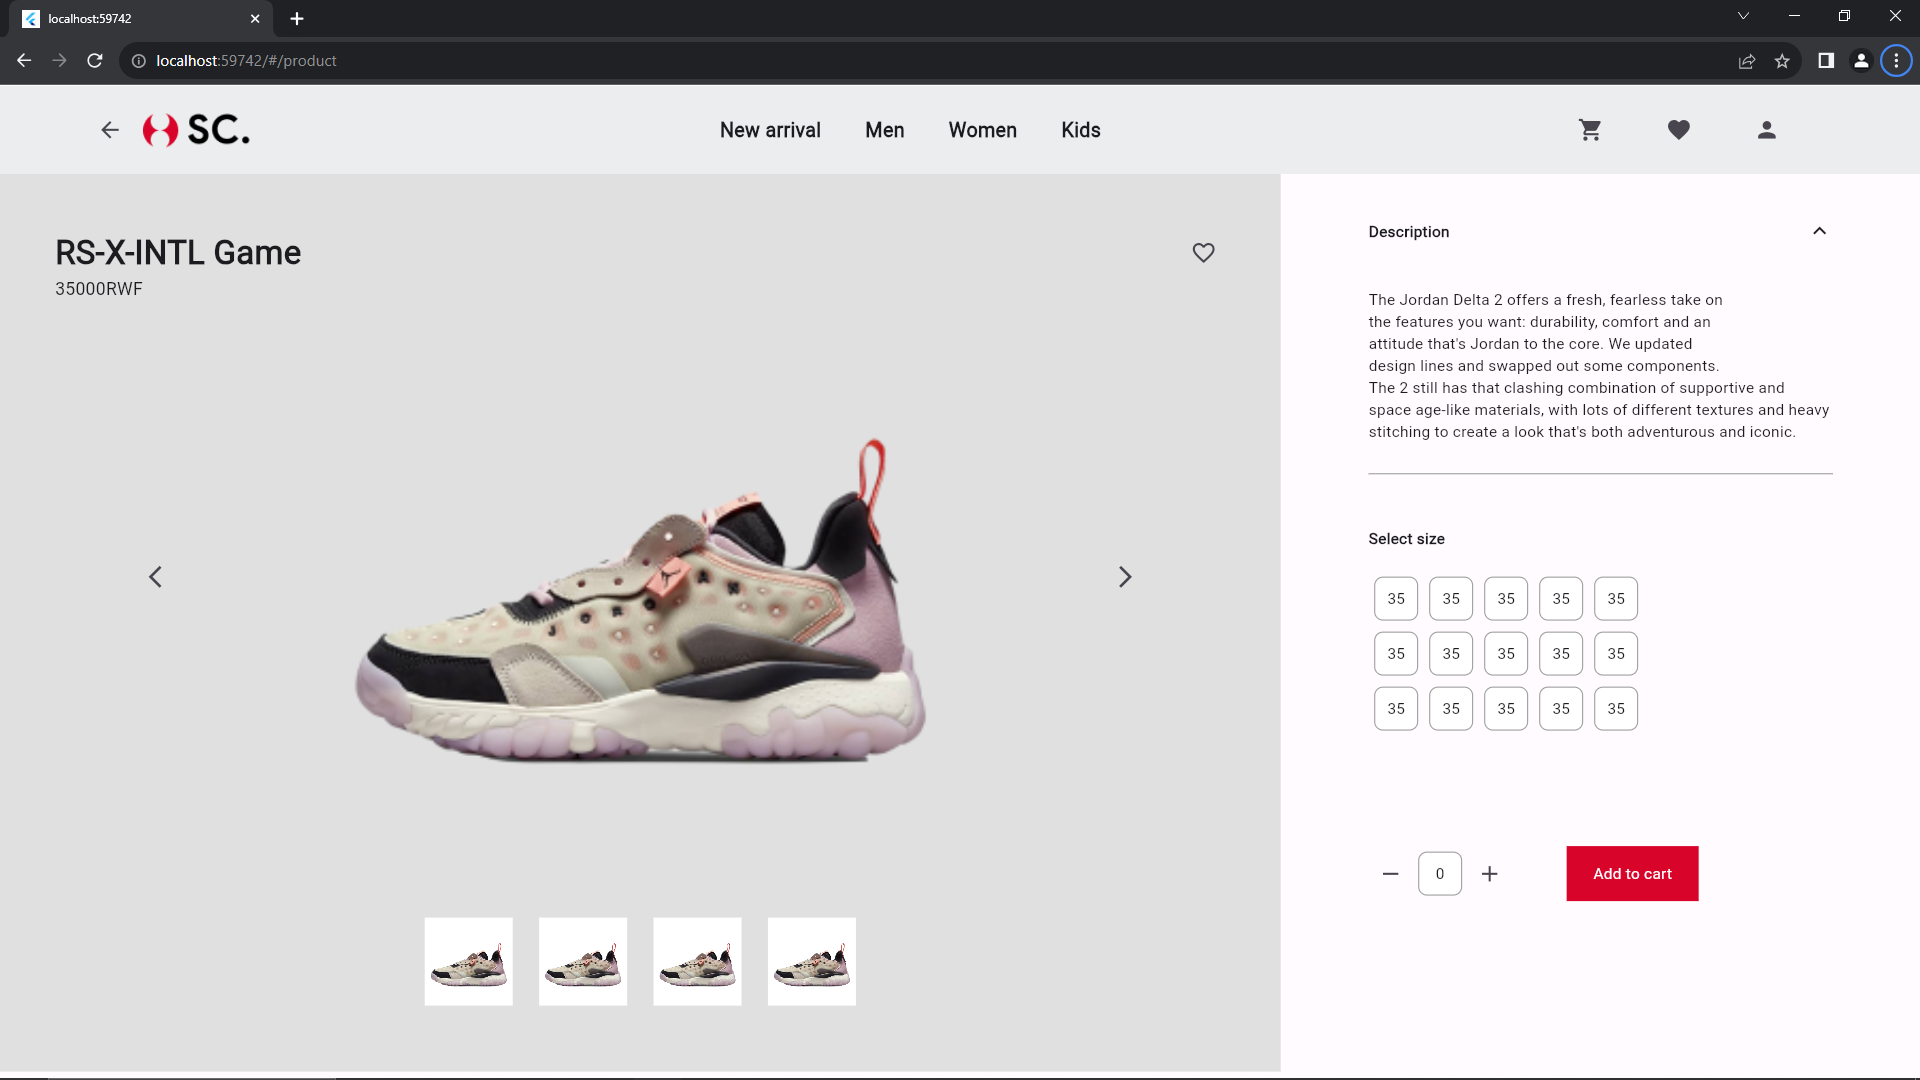 localhost:59742
localhost:59742/#/product
SC.
New arrival
Men
Women
Kids
RS-X-INTL Game
35000RWF
Description
The Jordan Delta 2 offers a fresh, fearless take on
the features you want: durability, comfort and an
attitude that's Jordan to the core. We updated
design lines and swapped out some components.
The 2 still has that clashing combination of supportive and
space age-like materials, with lots of different textures and heavy
stitching to create a look that's both adventurous and iconic.
Select size
35 35 35 35 35
35 35 35 35 35
35 35 35 35 35
0
Add to cart